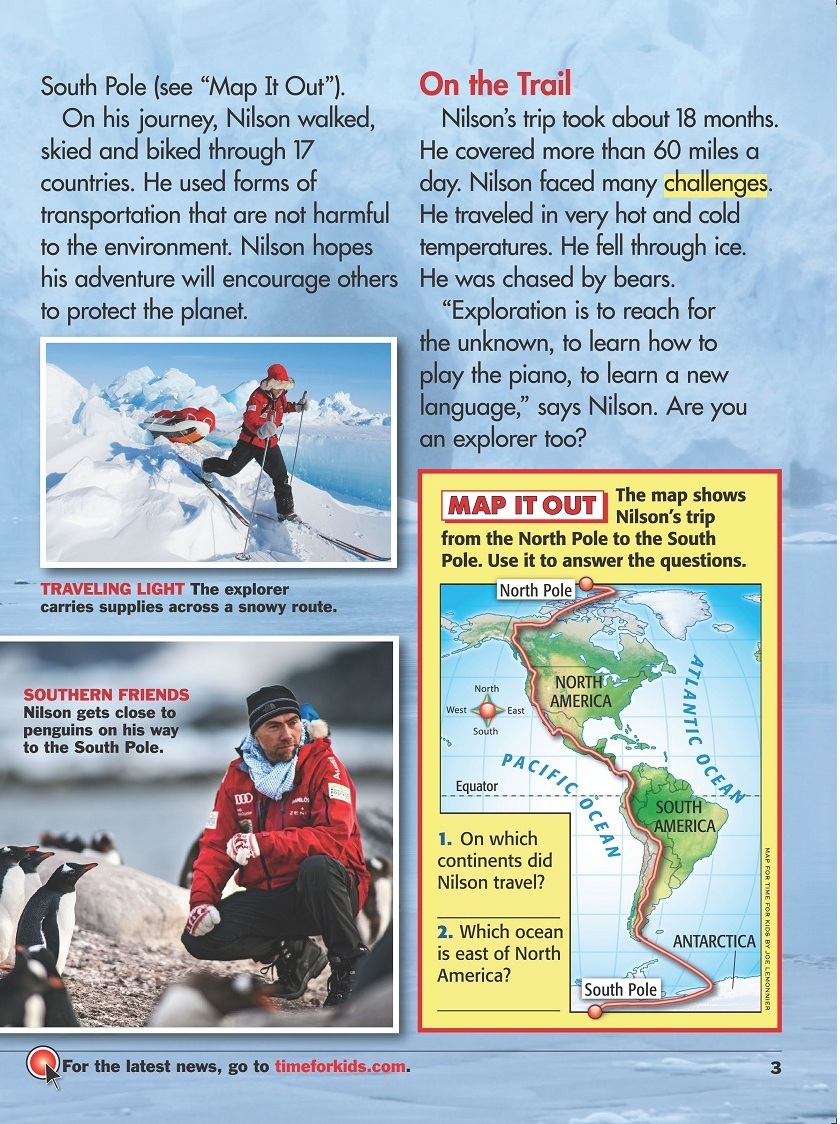 South Pole (see “Map It Out”).
On his journey, Nilson walked,
skied and biked through 17
countries. He used forms of
transportation that are not harmful
to the environment. Nilson hopes
his adventure will encourage others
to protect the planet.
TRAVELING LIGHT The explorer
carries supplies across a snowy route.
SOUTHERN FRIENDS
Nilson gets close to
penguins on his way
to the South Pole.
Audi
On the Trail
Nilson’s trip took about 18 months.
He covered more than 60 miles a
day. Nilson faced many challenges.
He traveled in very hot and cold
temperatures. He fell through ice.
He was chased by bears.
“Exploration is to reach for
the unknown, to learn how to
play the piano, to learn a new
language,” says Nilson. Are you
an explorer too?
MAP IT OUT The map shows
Nilson’s trip
from the North Pole to the South
Pole. Use it to answer the questions.
North Pole
NORTH
AMERICA
ATLANTIC OCEAN
North
West East
South
PACIFIC OCEAN
Equator
SOUTH
AMERICA
ANTARCTICA
South Pole
1. On which
continents did
Nilson travel?
2. Which ocean
is east of North
America?
MAP FOR TIME FOR KIDS BY JOE LEMONNIER
For the latest news, go to timeforkids.com.
3